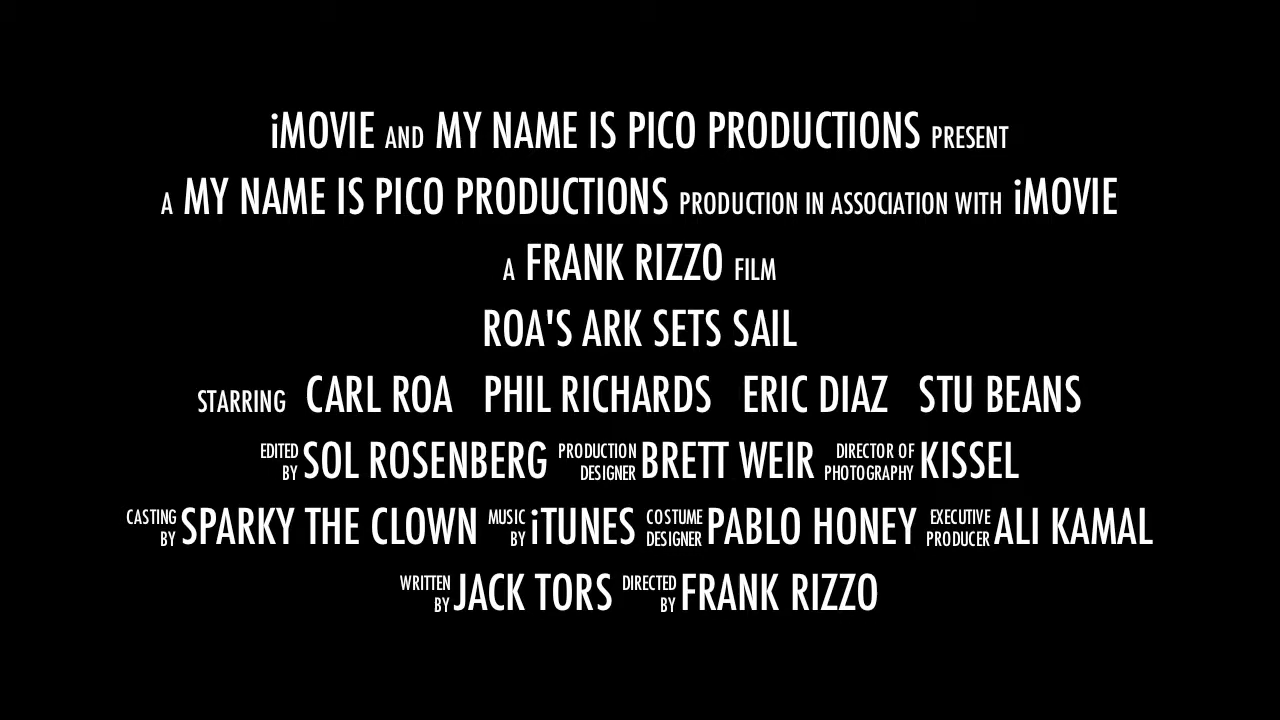 iMOVIE AND MY NAME IS PICO PRODUCTIONS PRESENT
A MY NAME IS PICO PRODUCTIONS PRODUCTION IN ASSOCIATION WITH iMOVIE
A FRANK RIZZO FILM
ROA'S ARK SETS SAIL
STARRING CARL ROA PHIL RICHARDS ERIC DIAZ STU BEANS
EDITED BY SOL ROSENBERG PRODUCTION DESIGNER BRETT WEIR DIRECTOR OF PHOTOGRAPHY KISSEL
CASTING BY SPARKY THE CLOWN MUSIC BY iTUNES COSTUME DESIGNER PABLO HONEY EXECUTIVE PRODUCER ALI KAMAL
WRITTEN BY JACK TORS DIRECTED BY FRANK RIZZO